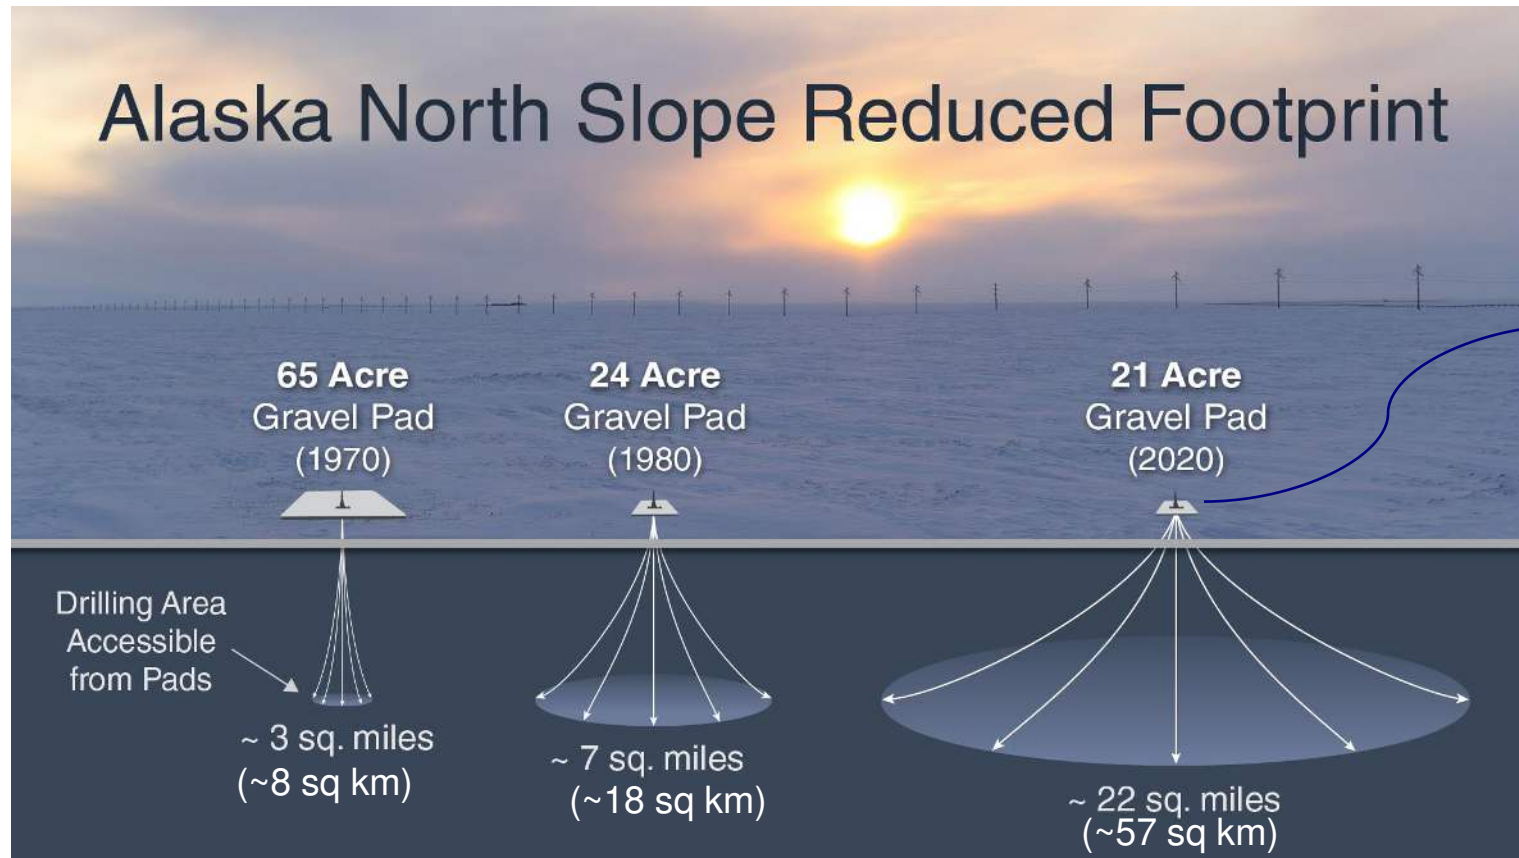 Alaska North Slope Reduced Footprint
65 Acre
Gravel Pad
(1970)
24 Acre
Gravel Pad
(1980)
21 Acre
Gravel Pad
(2020)
Drilling Area
Accessible
from Pads
~ 3 sq. miles
(~8 sq km)
~ 7 sq. miles
(~18 sq km)
~ 22 sq. miles
(~57 sq km)